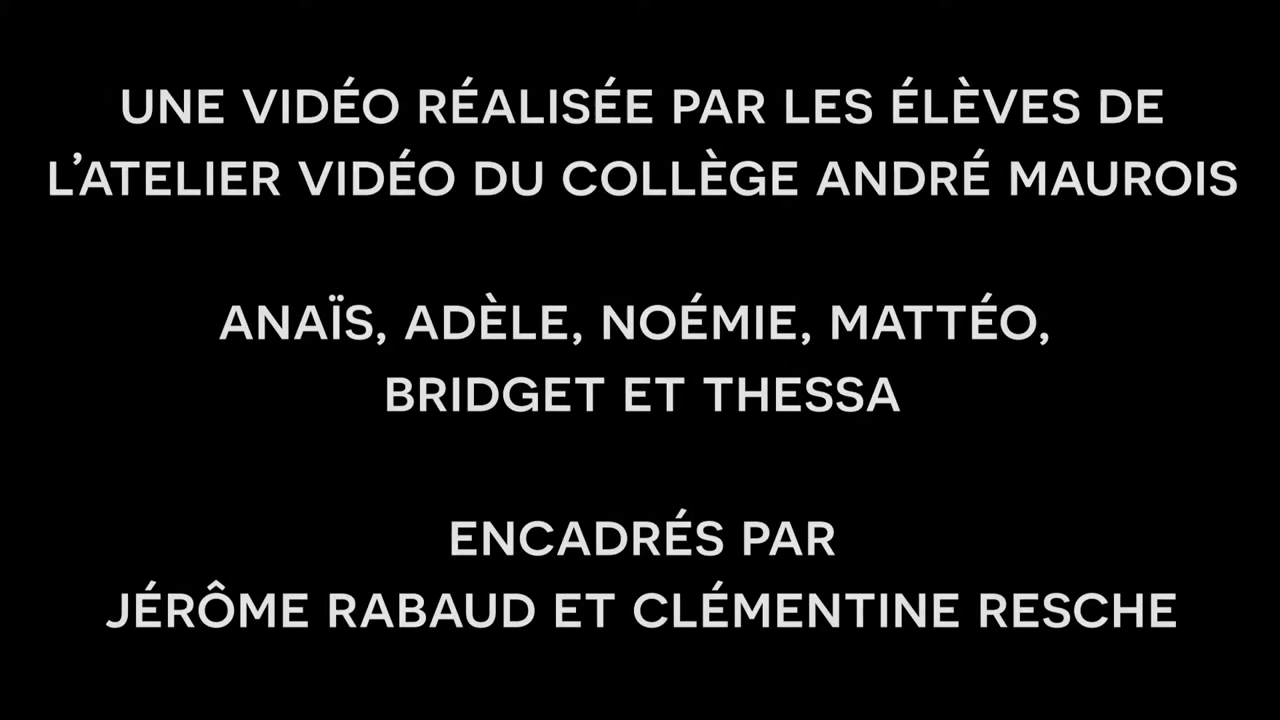 UNE VIDÉO RÉALISÉE PAR LES ÉLÈVES DE
L'ATELIER VIDÉO DU COLLÈGE ANDRÉ MAUROIS
ANAÏS, ADÈLE, NOÉMIE, MATTÉO,
BRIDGET ET THESSA
ENCADRÉS PAR
JÉRÔME RABAUD ET CLÉMENTINE RESCHE